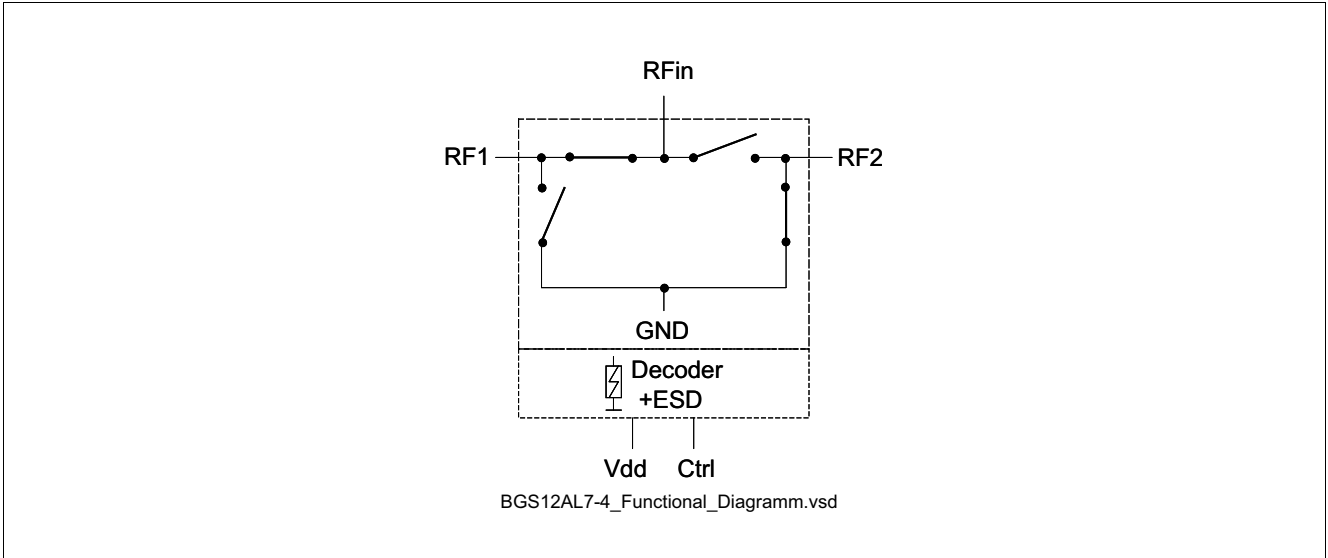 RFin
RF1
RF2
GND
Decoder
+ESD
Vdd Ctrl
BGS12AL7-4_Functional_Diagramm.vsd